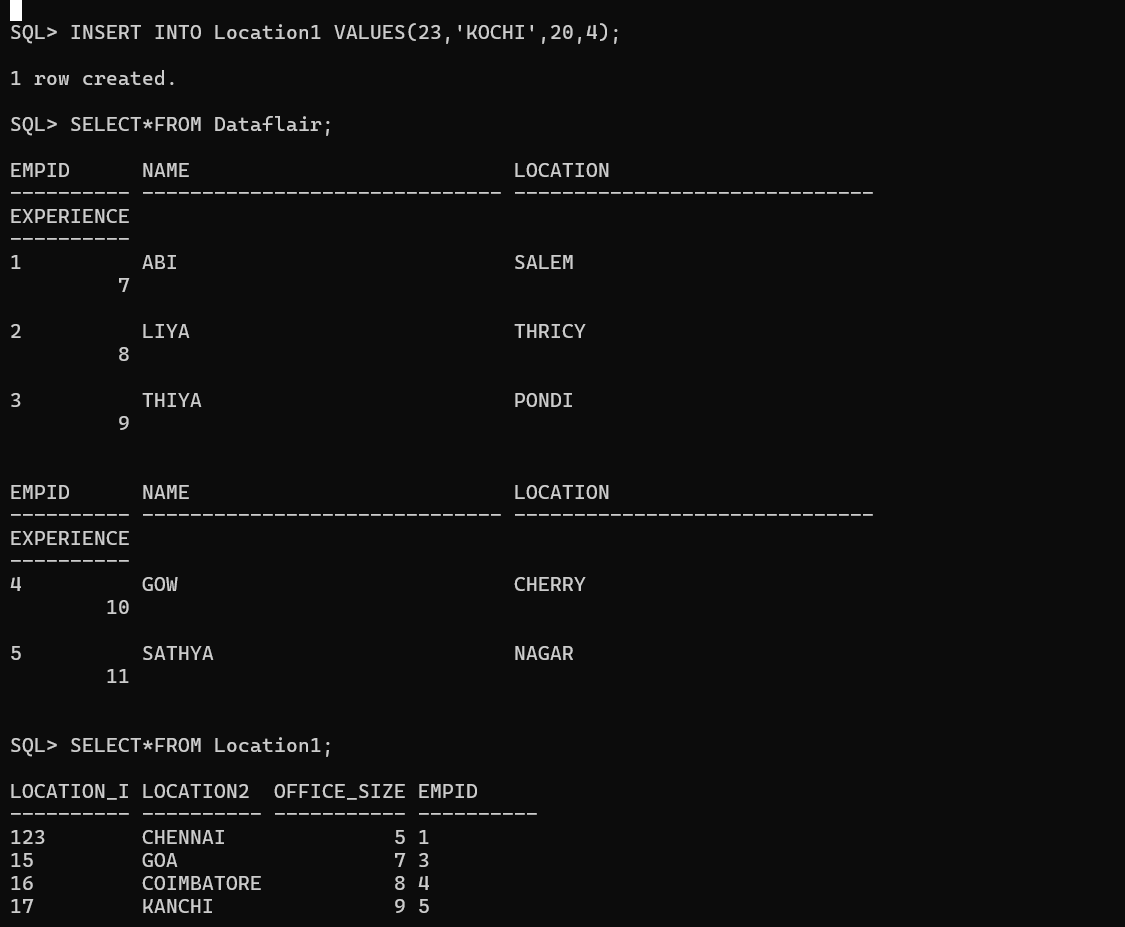 SQL> INSERT INTO Location1 VALUES(23,'KOCHI',20,4);
1 row created.
SQL> SELECT*FROM Dataflair;
EMPID      NAME                           LOCATION
---------- ------------------------------ ------------------------------
EXPERIENCE
----------
1          ABI                            SALEM
         7
2          LIYA                           THRICY
         8
3          THIYA                          PONDI
         9
EMPID      NAME                           LOCATION
---------- ------------------------------ ------------------------------
EXPERIENCE
----------
4          GOW                            CHERRY
        10
5          SATHYA                         NAGAR
        11
SQL> SELECT*FROM Location1;
LOCATION_I LOCATION2  OFFICE_SIZE EMPID
---------- ---------- ----------- ----------
123        CHENNAI              5 1
15         GOA                  7 3
16         COIMBATORE           8 4
17         KANCHI               9 5